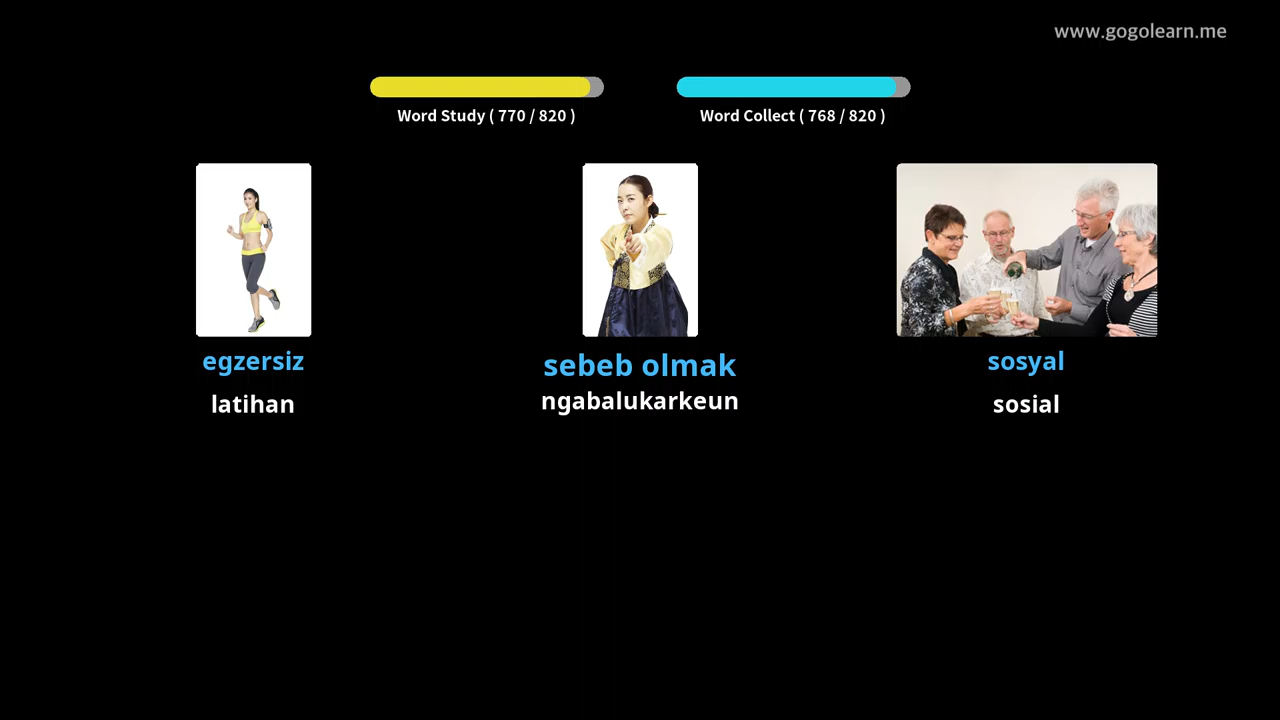 www.gogolearn.me
Word Study ( 770 / 820 )
Word Collect ( 768 / 820 )
egzersiz
latihan
sebeb olmak
ngabalukarkeun
sosyal
sosial